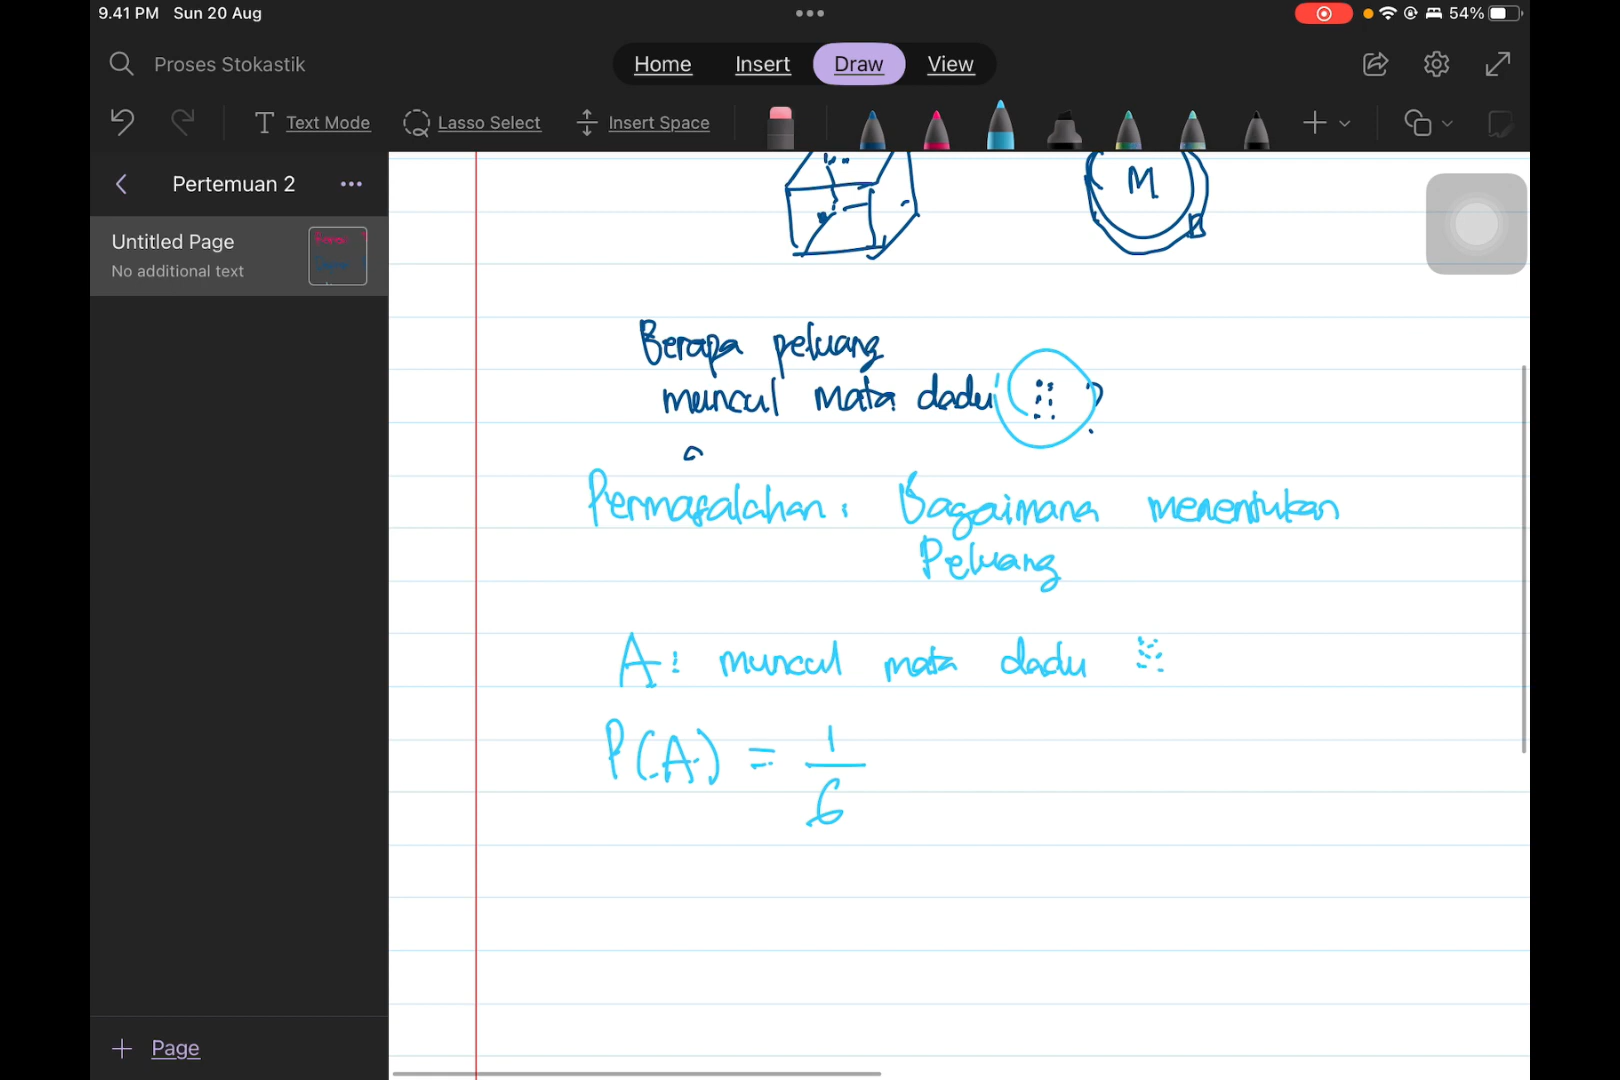 9.41 PM Sun 20 Aug
54%
Proses Stokastik
Home Insert Draw View
Text Mode Lasso Select Insert Space
Pertemuan 2
Untitled Page
No additional text
M
B
Berapa peluang
muncul mata dadu ?
Permasalahan : Bagaimana menentukan
Peluang
A : muncul mata dadu
P(A) = 1/6
+ Page